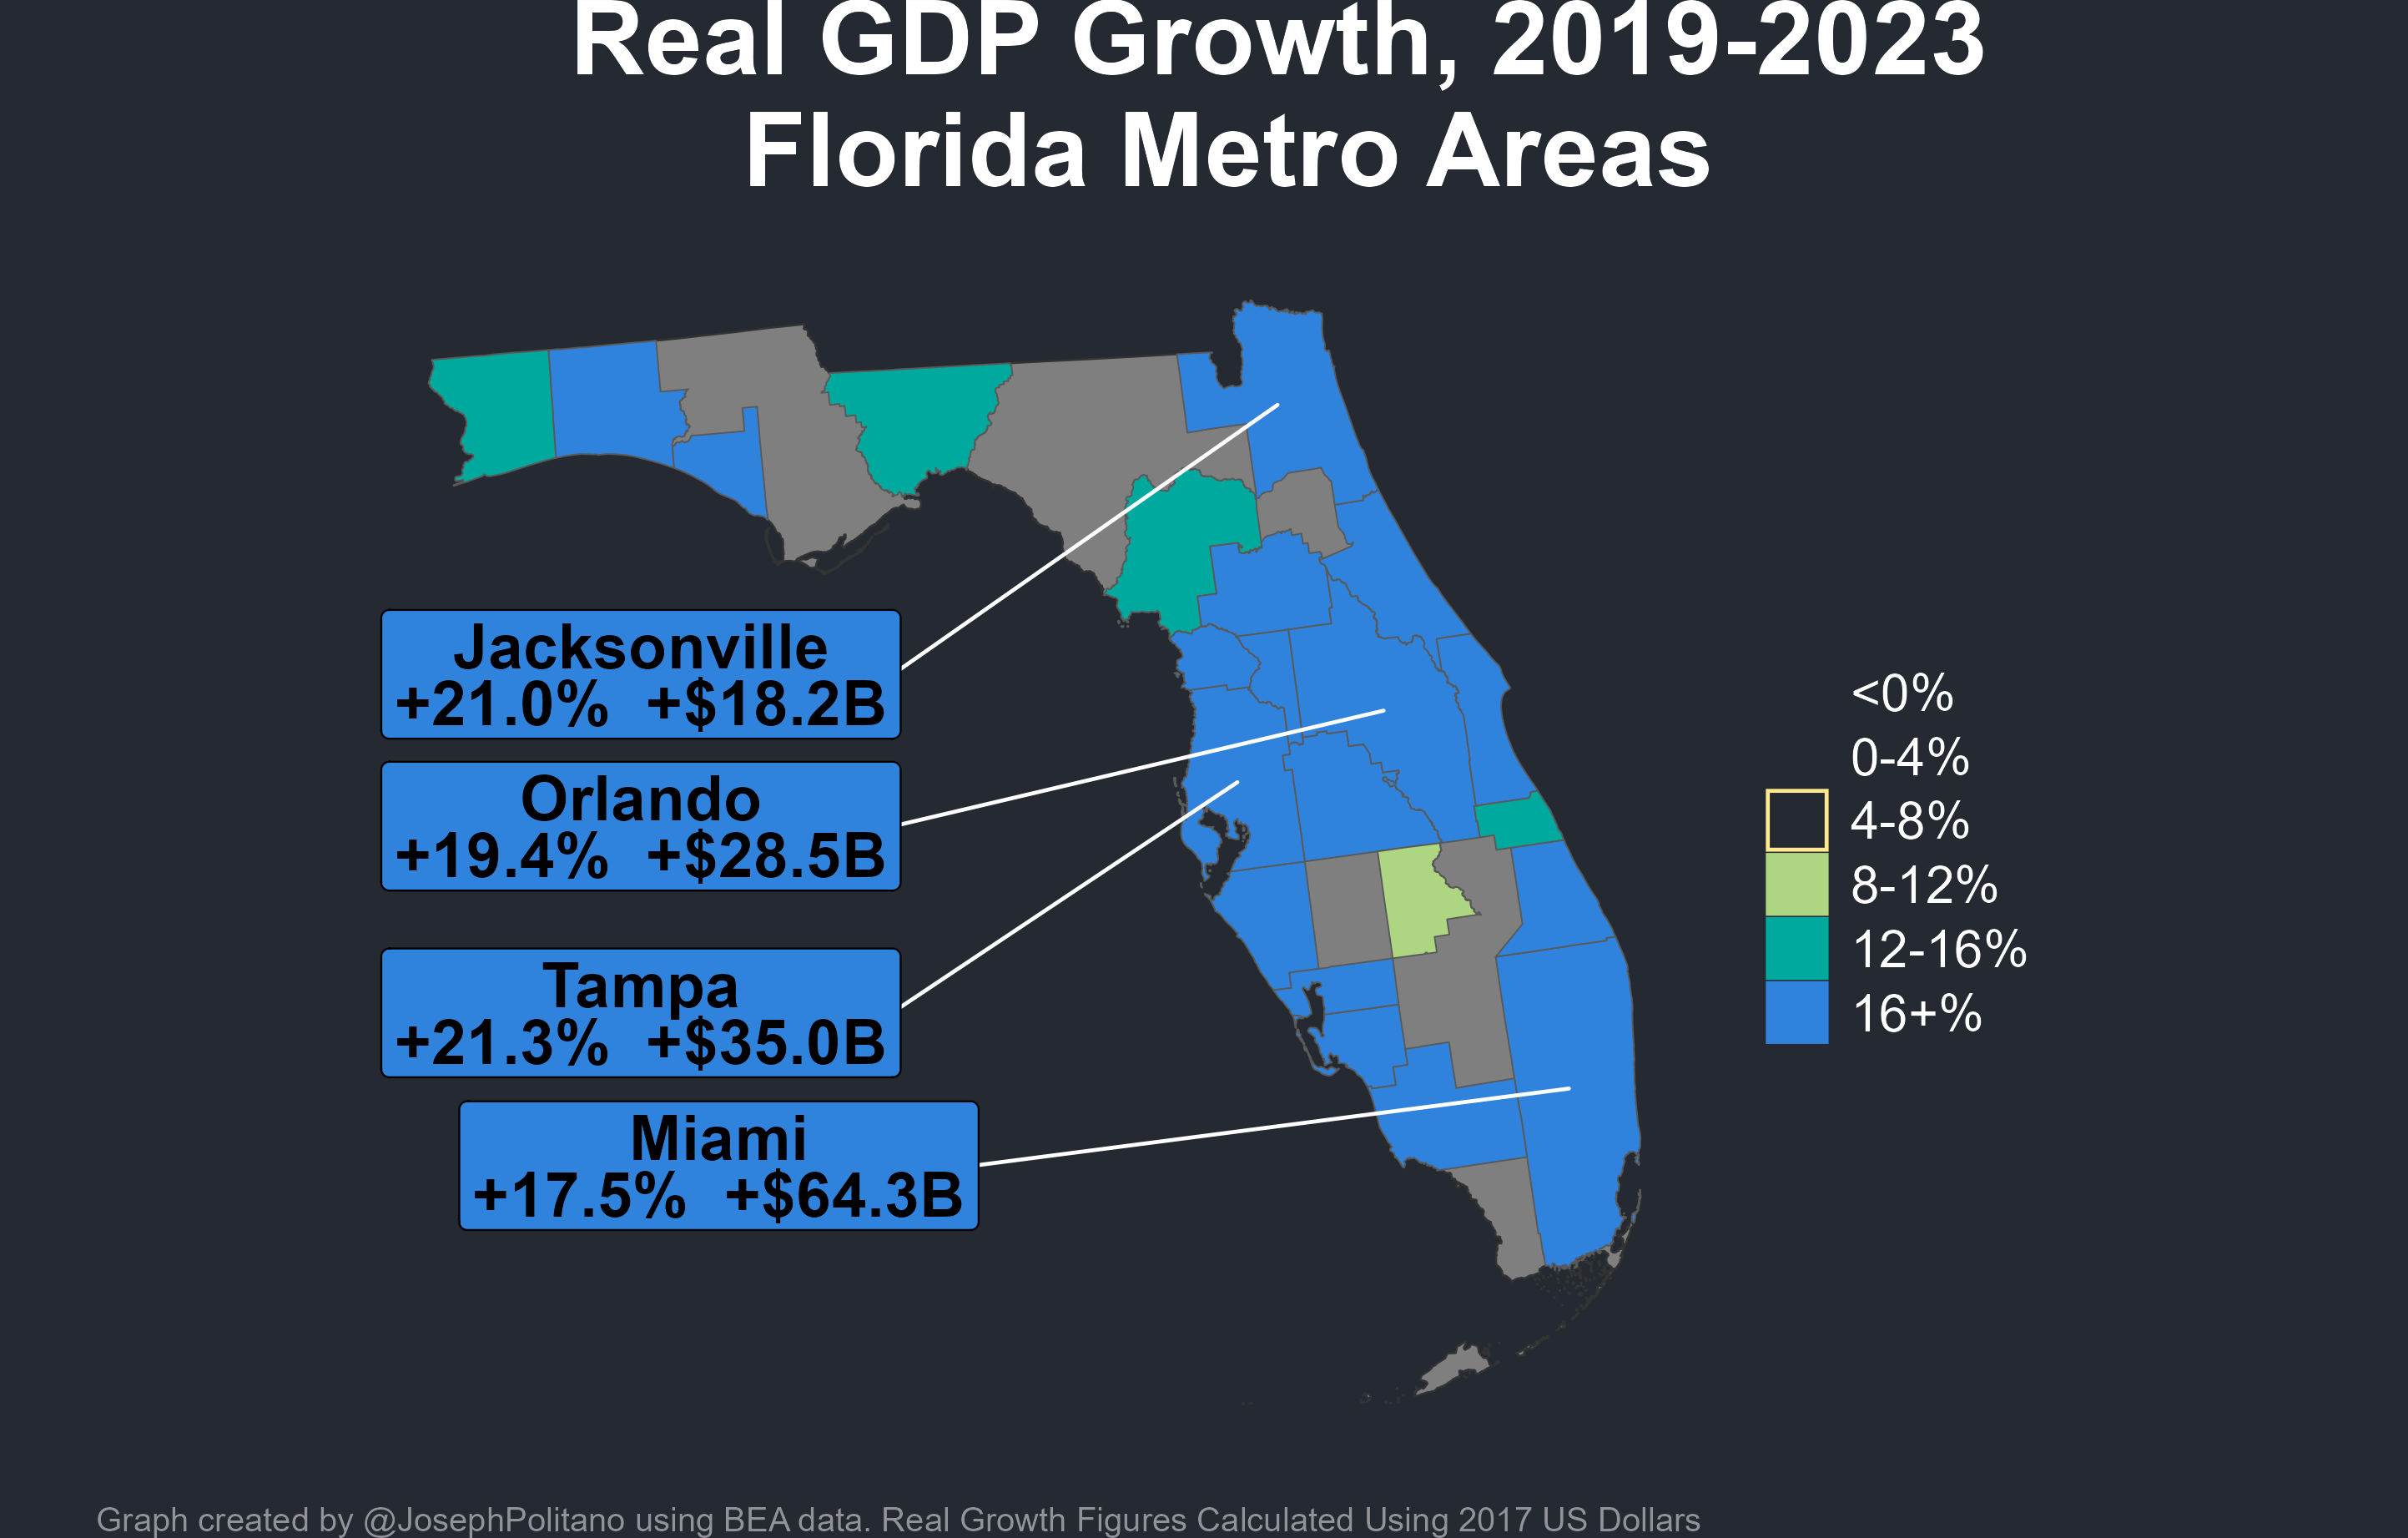 Real GDP Growth, 2019-2023
Florida Metro Areas
Jacksonville
+21.0% +$18.2B
Orlando
+19.4% +$28.5B
Tampa
+21.3% +$35.0B
Miami
+17.5% +$64.3B
<0%
0-4%
4-8%
8-12%
12-16%
16+%
Graph created by @JosephPolitano using BEA data. Real Growth Figures Calculated Using 2017 US Dollars